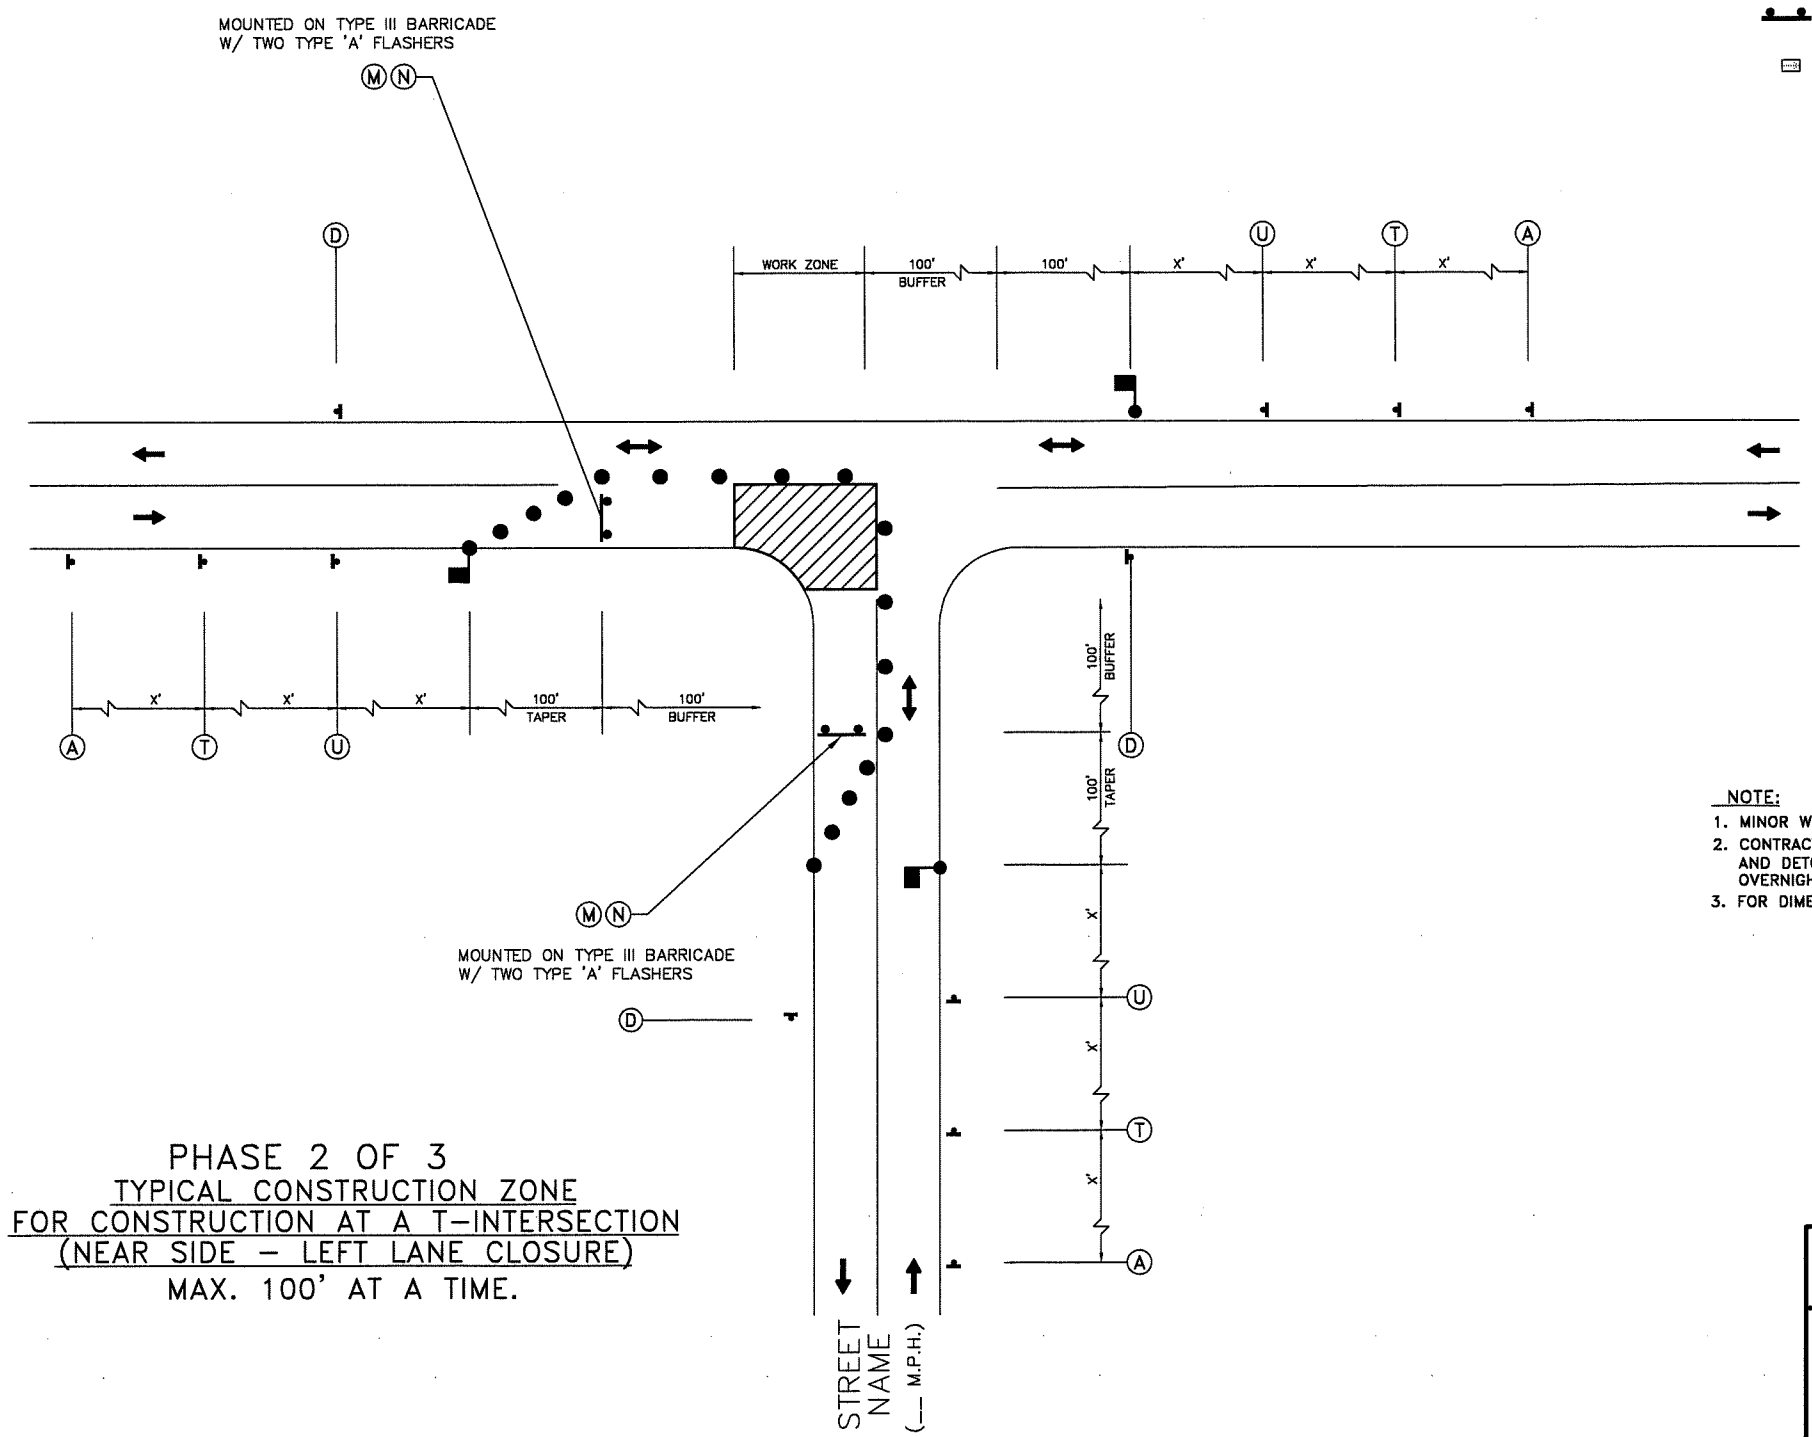 MOUNTED ON TYPE III BARRICADE
W/ TWO TYPE 'A' FLASHERS
M N
D
U T A
WORK ZONE 100' 100' X' X' X'
BUFFER
X' X' X' 100' 100'
TAPER BUFFER
A T U
100'
BUFFER
D
100'
TAPER
NOTE:
1. MINOR W
2. CONTRAC
AND DET
OVERNIGH
3. FOR DIME
X'
M N
MOUNTED ON TYPE III BARRICADE
W/ TWO TYPE 'A' FLASHERS
U
D
X'
T
X'
A
PHASE 2 OF 3
TYPICAL CONSTRUCTION ZONE
FOR CONSTRUCTION AT A T-INTERSECTION
(NEAR SIDE - LEFT LANE CLOSURE)
MAX. 100' AT A TIME.
STREET
NAME
(__ M.P.H.)